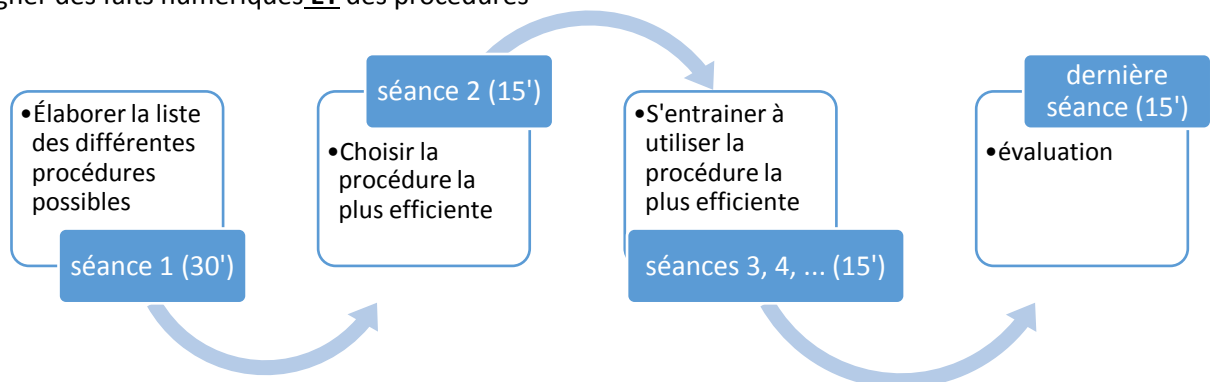 des faits numériques ET des procédures
•Élaborer la liste
des différentes
procédures
possibles
séance 1 (30')
séance 2 (15')
•Choisir la
procédure la
plus efficiente
•S'entrainer à
utiliser la
procédure la
plus efficiente
séances 3, 4, ... (15')
dernière
séance (15')
•évaluation